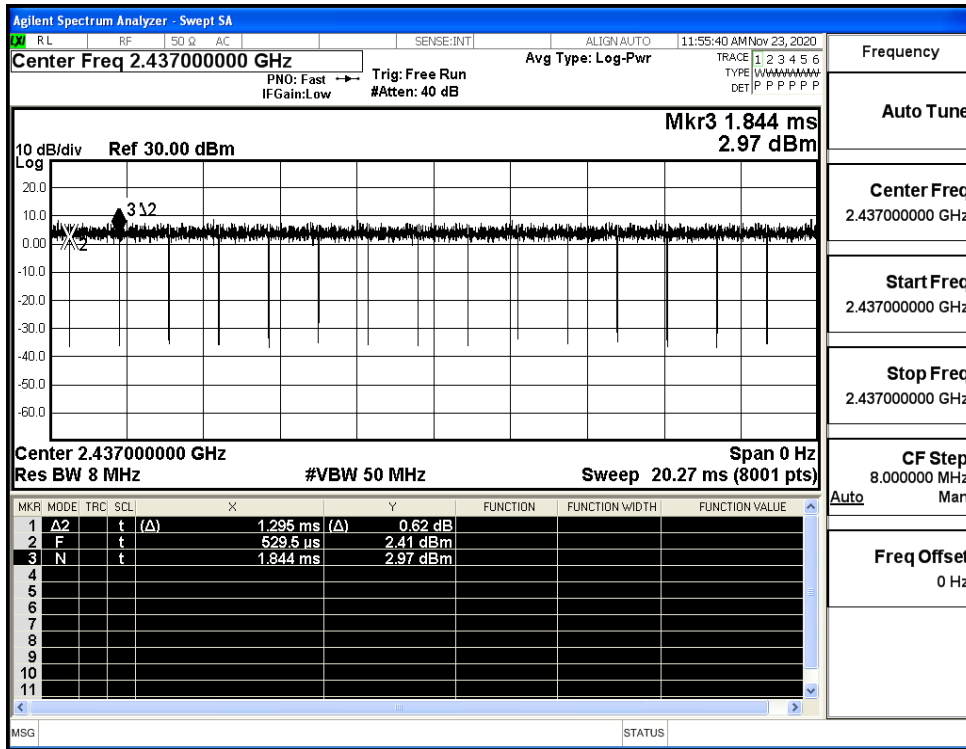 Agilent Spectrum Analyzer - Swept SA
LXI RL RF 50 Ω AC SENSE:INT ALIGN AUTO 11:55:40 AM Nov 23, 2020
Center Freq 2.437000000 GHz
PNO: Fast
IFGain:Low
Trig: Free Run
#Atten: 40 dB
Avg Type: Log-Pwr
TRACE 1 2 3 4 5 6
TYPE WWWWWWW
DET P P P P P P
Mkr3 1.844 ms
2.97 dBm
10 dB/div Ref 30.00 dBm
Log
20.0
10.0
0.00
-10.0
-20.0
-30.0
-40.0
-50.0
-60.0
3 Δ2
2
Center 2.437000000 GHz Span 0 Hz
Res BW 8 MHz #VBW 50 MHz Sweep 20.27 ms (8001 pts)
MKR MODE TRC SCL X Y FUNCTION FUNCTION WIDTH FUNCTION VALUE
1 Δ2 t (Δ) 1.295 ms (Δ) 0.62 dB
2 F t 529.5 µs 2.41 dBm
3 N t 1.844 ms 2.97 dBm
4
5
6
7
8
9
10
11
MSG STATUS
Frequency
Auto Tune
Center Freq
2.437000000 GHz
Start Freq
2.437000000 GHz
Stop Freq
2.437000000 GHz
CF Step
8.000000 MHz
Auto Man
Freq Offset
0 Hz